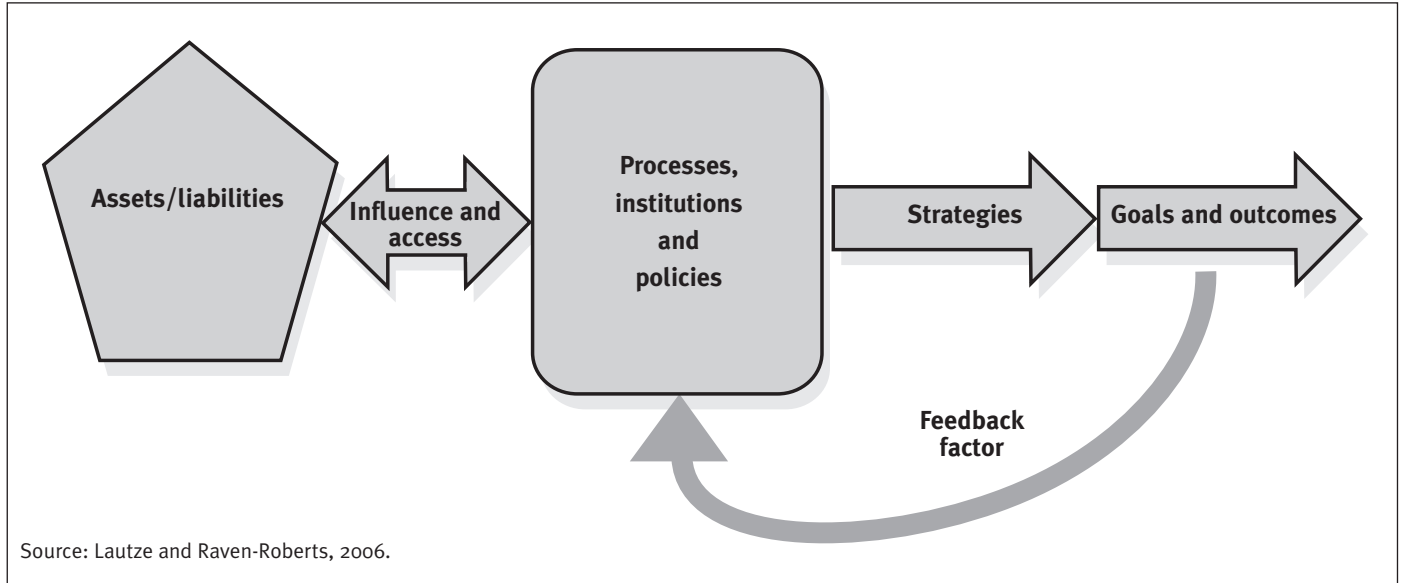 Assets/liabilities
Influence and
access
Processes,
institutions
and
policies
Strategies
Goals and outcomes
Feedback
factor
Source: Lautze and Raven-Roberts, 2006.